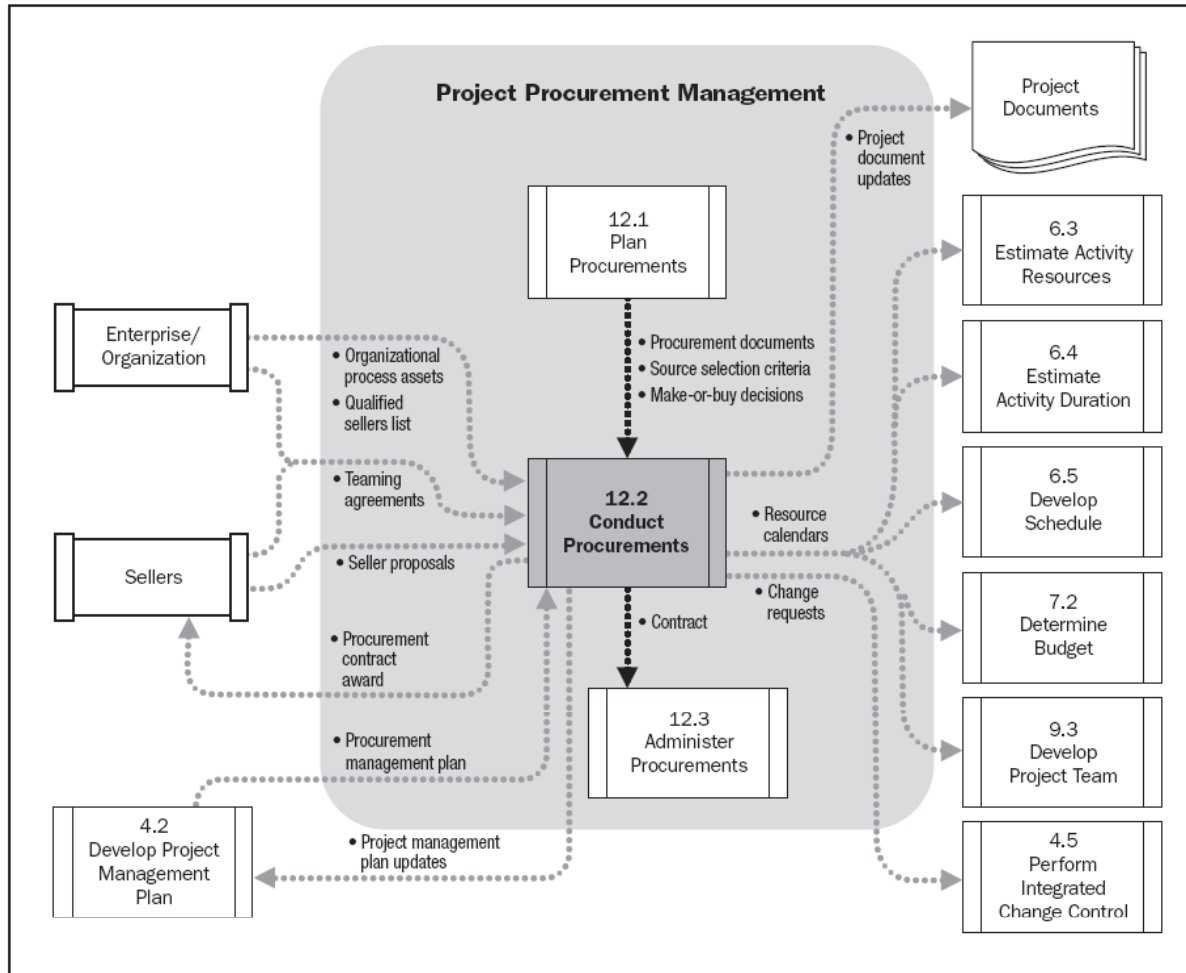 Project Procurement Management
Project
Documents
• Project
document
updates
12.1
Plan
Procurements
6.3
Estimate Activity
Resources
Enterprise/
Organization
• Organizational
process assets
• Qualified
sellers list
• Procurement documents
• Source selection criteria
• Make-or-buy decisions
6.4
Estimate
Activity Duration
• Teaming
agreements
12.2
Conduct
Procurements
• Resource
calendars
6.5
Develop
Schedule
Sellers
• Seller proposals
• Change
requests
• Contract
7.2
Determine
Budget
• Procurement
contract
award
12.3
Administer
Procurements
9.3
Develop
Project Team
• Procurement
management plan
4.2
Develop Project
Management
Plan
• Project management
plan updates
4.5
Perform
Integrated
Change Control